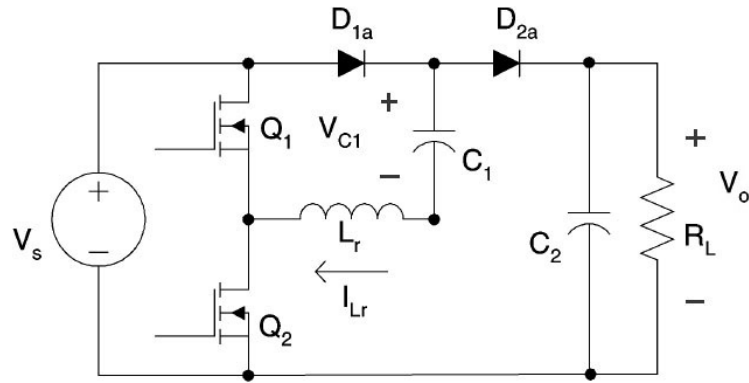 D1a
D2a
+
Q1
VC1
C1
−
+
+
Vs
−
Lr
C2
RL
Vo
ILr
−
Q2